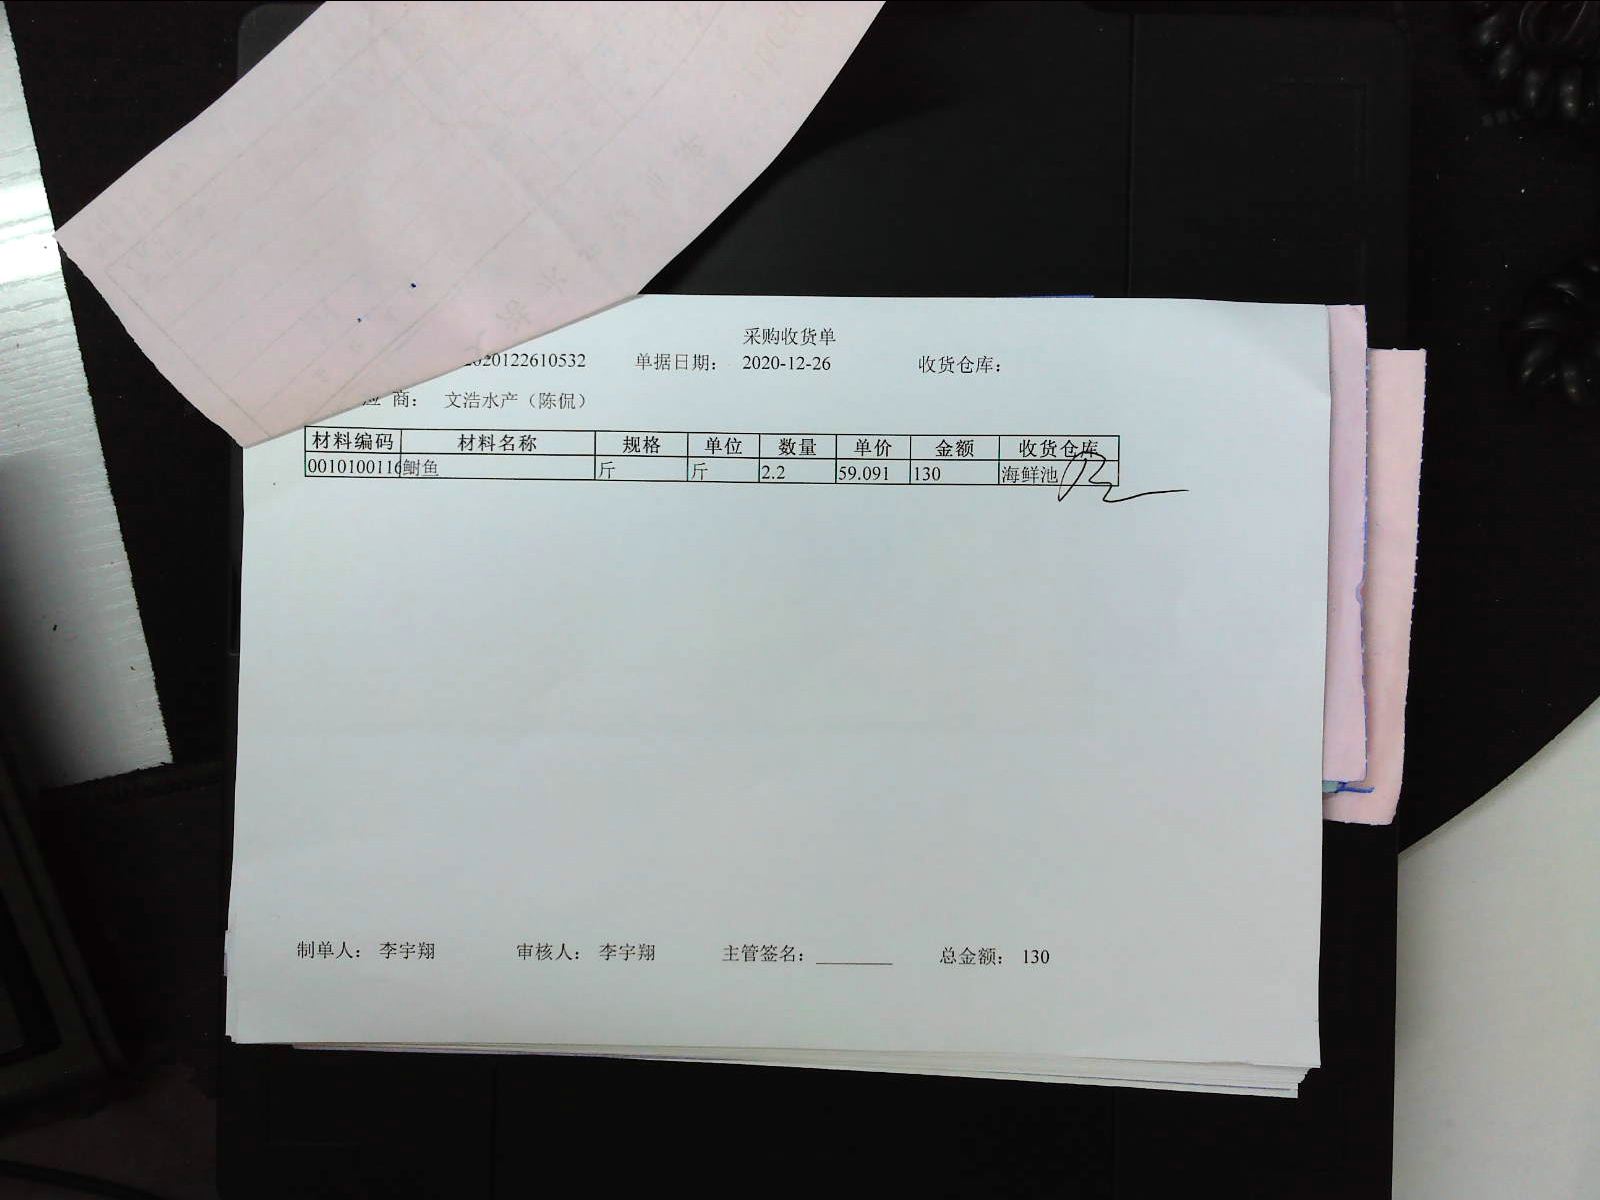 采购收货单
2020122610532 单据日期： 2020-12-26 收货仓库：
应 商： 文浩水产（陈侃）
材料编码 材料名称 规格 单位 数量 单价 金额 收货仓库
0010100116 鲥鱼 斤 斤 2.2 59.091 130 海鲜池
制单人： 李宇翔 审核人： 李宇翔 主管签名： ________ 总金额： 130